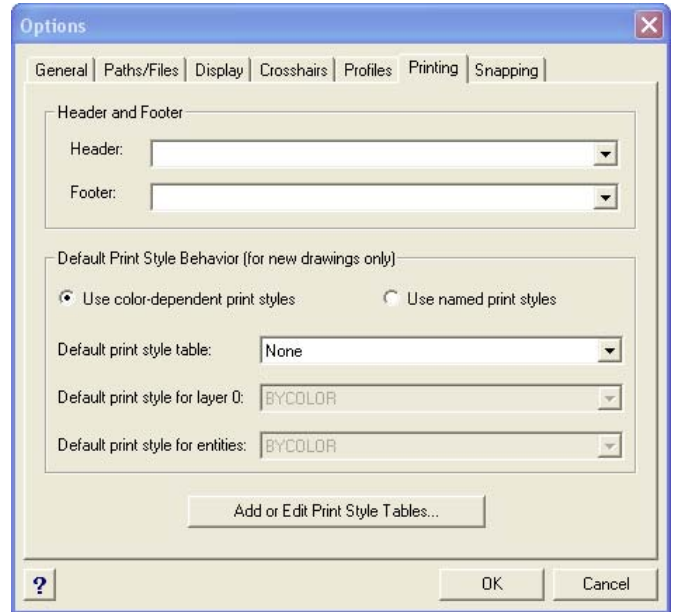 Options
General Paths/Files Display Crosshairs Profiles Printing Snapping
Header and Footer
Header:
Footer:
Default Print Style Behavior (for new drawings only)
Use color-dependent print styles Use named print styles
Default print style table: None
Default print style for layer 0: BYCOLOR
Default print style for entities: BYCOLOR
Add or Edit Print Style Tables...
? OK Cancel